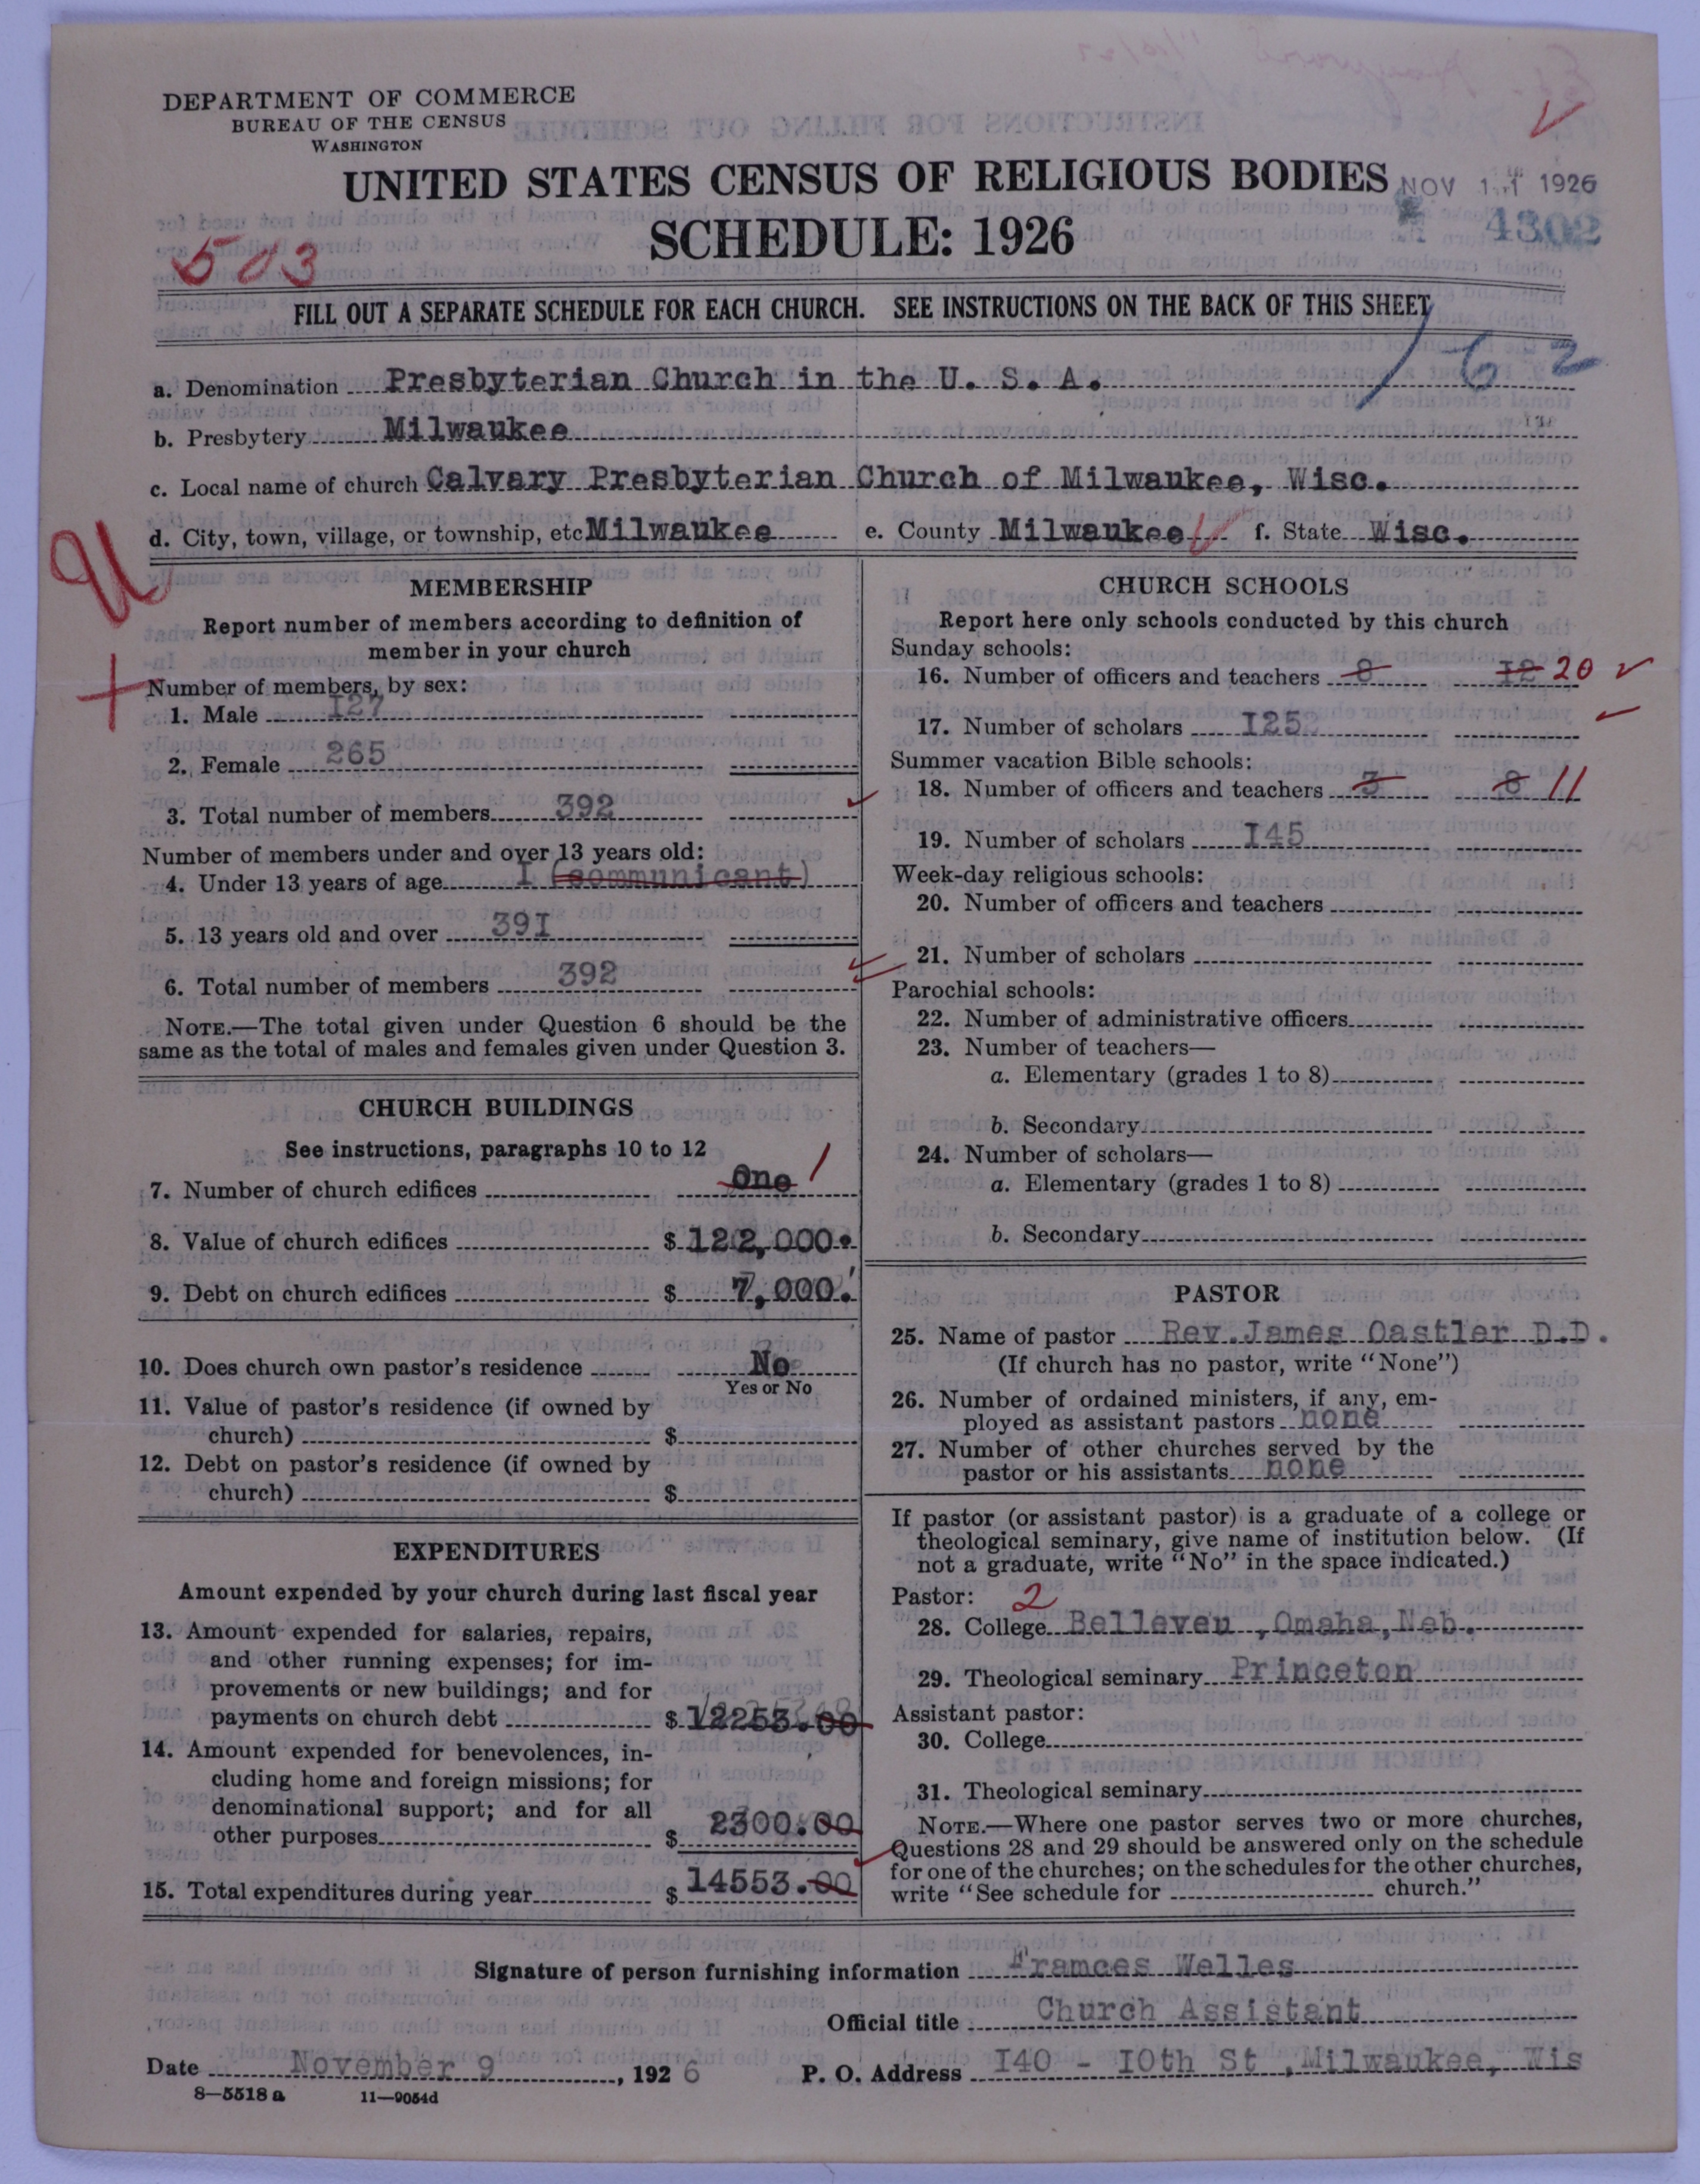 DEPARTMENT OF COMMERCE
BUREAU OF THE CENSUS
WASHINGTON
UNITED STATES CENSUS OF RELIGIOUS BODIES
NOV 1926
SCHEDULE: 1926
4302
503
FILL OUT A SEPARATE SCHEDULE FOR EACH CHURCH. SEE INSTRUCTIONS ON THE BACK OF THIS SHEET
162
a. Denomination Presbyterian Church in the U. S. A.
b. Presbytery Milwaukee
c. Local name of church Calvary Presbyterian Church of Milwaukee, Wisc.
d. City, town, village, or township, etc Milwaukee e. County Milwaukee f. State Wisc.
MEMBERSHIP
Report number of members according to definition of
member in your church
Number of members, by sex:
1. Male 127
2. Female 265
3. Total number of members 392
Number of members under and over 13 years old:
4. Under 13 years of age I (communicant)
5. 13 years old and over 39I
6. Total number of members 392
NOTE.—The total given under Question 6 should be the
same as the total of males and females given under Question 3.
CHURCH BUILDINGS
See instructions, paragraphs 10 to 12
7. Number of church edifices One 1
8. Value of church edifices $ 122,000.
9. Debt on church edifices $ 7,000.
10. Does church own pastor's residence No
Yes or No
11. Value of pastor's residence (if owned by
church) $
12. Debt on pastor's residence (if owned by
church) $
EXPENDITURES
Amount expended by your church during last fiscal year
13. Amount expended for salaries, repairs,
and other running expenses; for im-
provements or new buildings; and for
payments on church debt $ 12253.00
14. Amount expended for benevolences, in-
cluding home and foreign missions; for
denominational support; and for all
other purposes $ 2300.00
15. Total expenditures during year $ 14553.00
CHURCH SCHOOLS
Report here only schools conducted by this church
Sunday schools:
16. Number of officers and teachers 8 I2 20
17. Number of scholars I25
Summer vacation Bible schools:
18. Number of officers and teachers 3 8 11
19. Number of scholars I45
Week-day religious schools:
20. Number of officers and teachers
21. Number of scholars
Parochial schools:
22. Number of administrative officers
23. Number of teachers—
a. Elementary (grades 1 to 8)
b. Secondary
24. Number of scholars—
a. Elementary (grades 1 to 8)
b. Secondary
PASTOR
25. Name of pastor Rev.James Oastler D.D.
(If church has no pastor, write "None")
26. Number of ordained ministers, if any, em-
ployed as assistant pastors none
27. Number of other churches served by the
pastor or his assistants none
If pastor (or assistant pastor) is a graduate of a college or
theological seminary, give name of institution below. (If
not a graduate, write "No" in the space indicated.)
Pastor: 2
28. College Belleveu ,Omaha,Neb.
29. Theological seminary Princeton
Assistant pastor:
30. College
31. Theological seminary
NOTE.—Where one pastor serves two or more churches,
Questions 28 and 29 should be answered only on the schedule
for one of the churches; on the schedules for the other churches,
write "See schedule for church."
Signature of person furnishing information Framces Welles
Official title Church Assistant
Date November 9, 1926 P. O. Address I40 - I0th St ,Milwaukee, Wis
8—5518 a 11—9054d